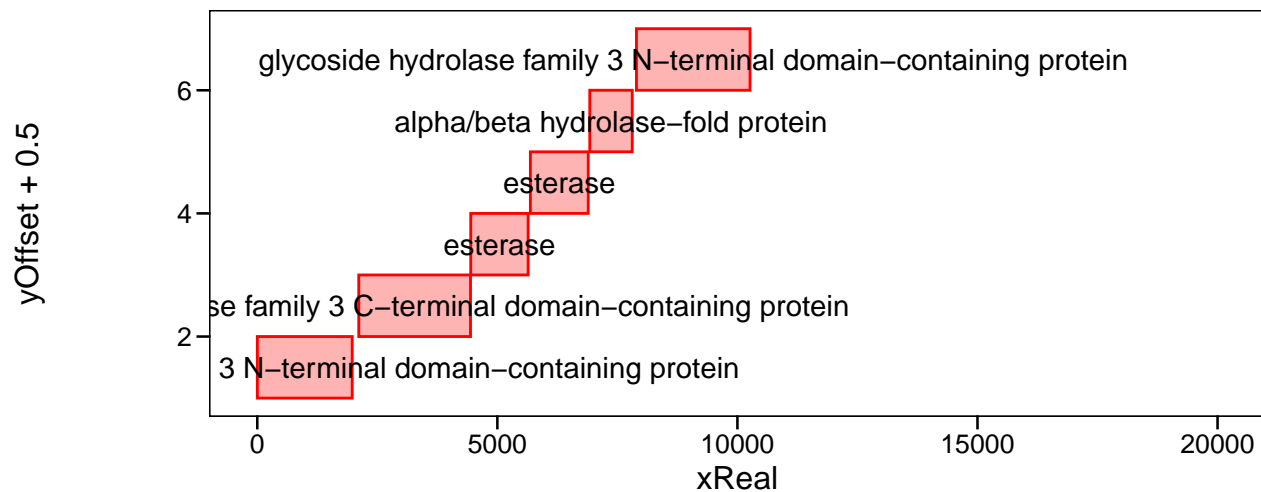 glycoside hydrolase family 3 N−terminal domain−containing protein
6
alpha/beta hydrolase−fold protein
esterase
4
esterase
se family 3 C−terminal domain−containing protein
2
3 N−terminal domain−containing protein
0 5000 10000 15000 20000
xReal
yOffset + 0.5